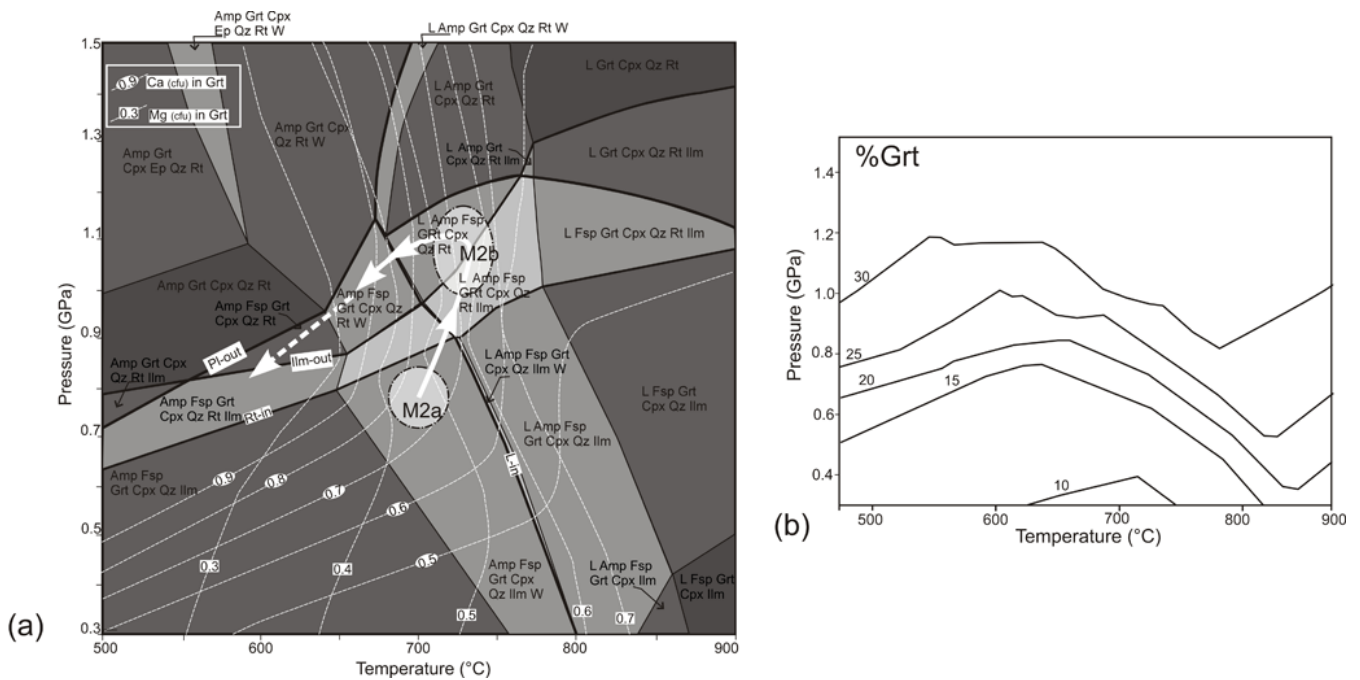 Amp Grt Cpx
Ep Qz Rt W
L Amp Grt Cpx Qz Rt W
1.5
0.9 Ca (cfu) in Grt
0.3 Mg (cfu) in Grt
L Grt Cpx Qz Rt
L Amp Grt
Cpx Qz Rt
Amp Grt Cpx
Qz Rt W
1.3
Amp Grt
Cpx Ep Qz Rt
L Amp Grt
Cpx Qz Rt Ilm
L Grt Cpx Qz Rt Ilm
L Amp Fsp
GRt Cpx
Qz Rt
L Fsp Grt Cpx Qz Rt Ilm
1.1
M2b
Amp Grt Cpx Qz Rt
L Amp Fsp
GRt Cpx Qz
Rt Ilm
Amp Fsp
Grt Cpx Qz
Rt W
Amp Fsp Grt
Cpx Qz Rt
0.9
Pl-out
Ilm-out
Amp Grt Cpx
Qz Rt Ilm
L Amp Fsp Grt
Cpx Qz Ilm W
Amp Fsp
Grt Cpx Qz Rt Ilm
Rt-in
M2a
L Fsp Grt
Cpx Qz Ilm
0.7
L Amp Fsp
Grt Cpx Qz Ilm
L-in
Amp Fsp
Grt Cpx Qz Ilm
0.9
0.8
0.7
0.6
0.5
0.5
0.3
0.4
Amp Fsp
Grt Cpx
Qz Ilm W
L Amp Fsp
Grt Cpx Ilm
L Fsp Grt
Cpx Ilm
0.5
0.6
0.7
0.3
500
600
700
800
900
Pressure (GPa)
Temperature (°C)
(a)
%Grt
1.4
1.2
1.0
0.8
0.6
0.4
30
25
20
15
10
500
600
700
800
900
Pressure (GPa)
Temperature (°C)
(b)